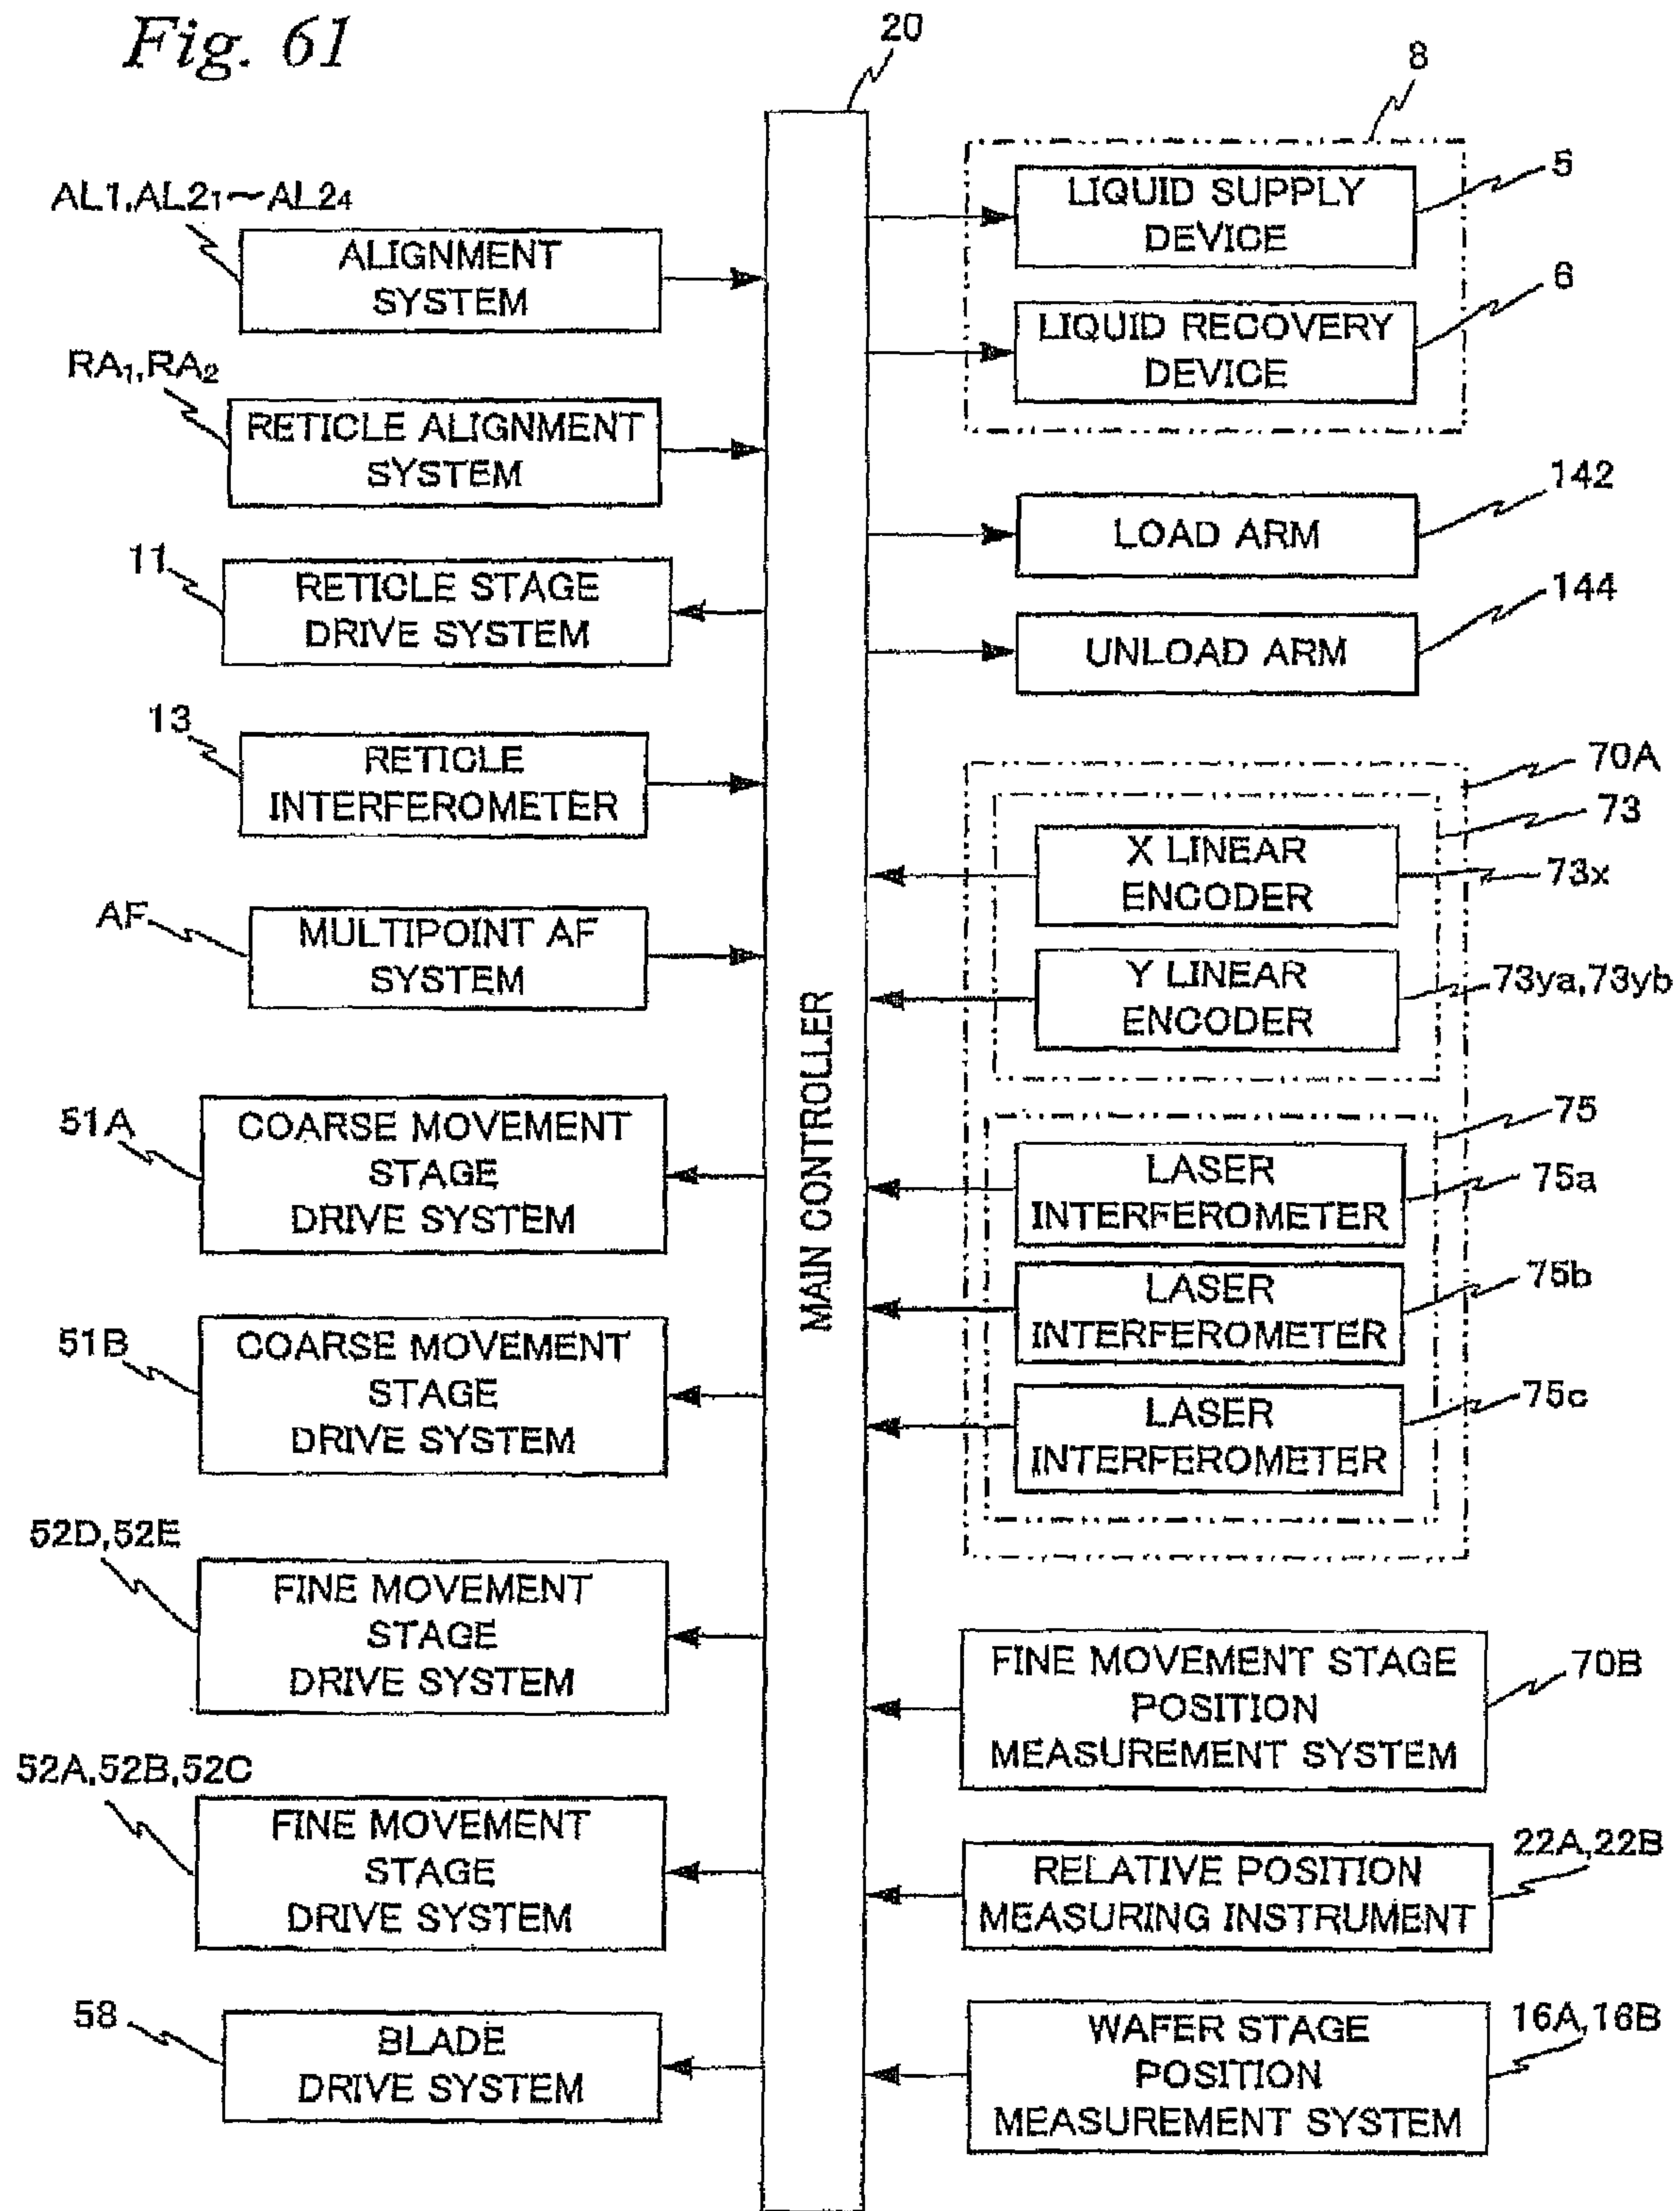 Fig. 61
20
AL1,AL2₁~AL2₄
ALIGNMENT
SYSTEM
RA₁,RA₂
RETICLE ALIGNMENT
SYSTEM
11
RETICLE STAGE
DRIVE SYSTEM
13
RETICLE
INTERFEROMETER
AF
MULTIPOINT AF
SYSTEM
51A
COARSE MOVEMENT
STAGE
DRIVE SYSTEM
51B
COARSE MOVEMENT
STAGE
DRIVE SYSTEM
52D,52E
FINE MOVEMENT
STAGE
DRIVE SYSTEM
52A,52B,52C
FINE MOVEMENT
STAGE
DRIVE SYSTEM
58
BLADE
DRIVE SYSTEM
MAIN CONTROLLER
8
LIQUID SUPPLY
DEVICE
5
LIQUID RECOVERY
DEVICE
6
LOAD ARM
142
UNLOAD ARM
144
70A
73
X LINEAR
ENCODER
73x
Y LINEAR
ENCODER
73ya,73yb
75
LASER
INTERFEROMETER
75a
LASER
INTERFEROMETER
75b
LASER
INTERFEROMETER
75c
FINE MOVEMENT STAGE
POSITION
MEASUREMENT SYSTEM
70B
RELATIVE POSITION
MEASURING INSTRUMENT
22A,22B
WAFER STAGE
POSITION
MEASUREMENT SYSTEM
16A,16B